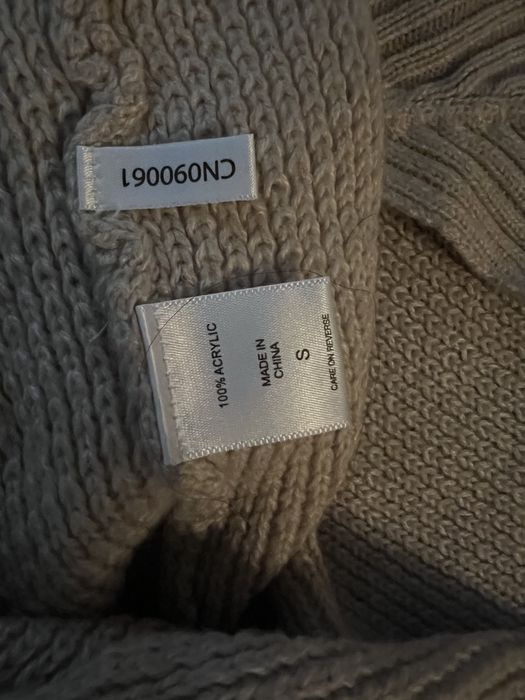 CN090061
100% ACRYLIC
MADE IN
CHINA
S
CARE ON REVERSE